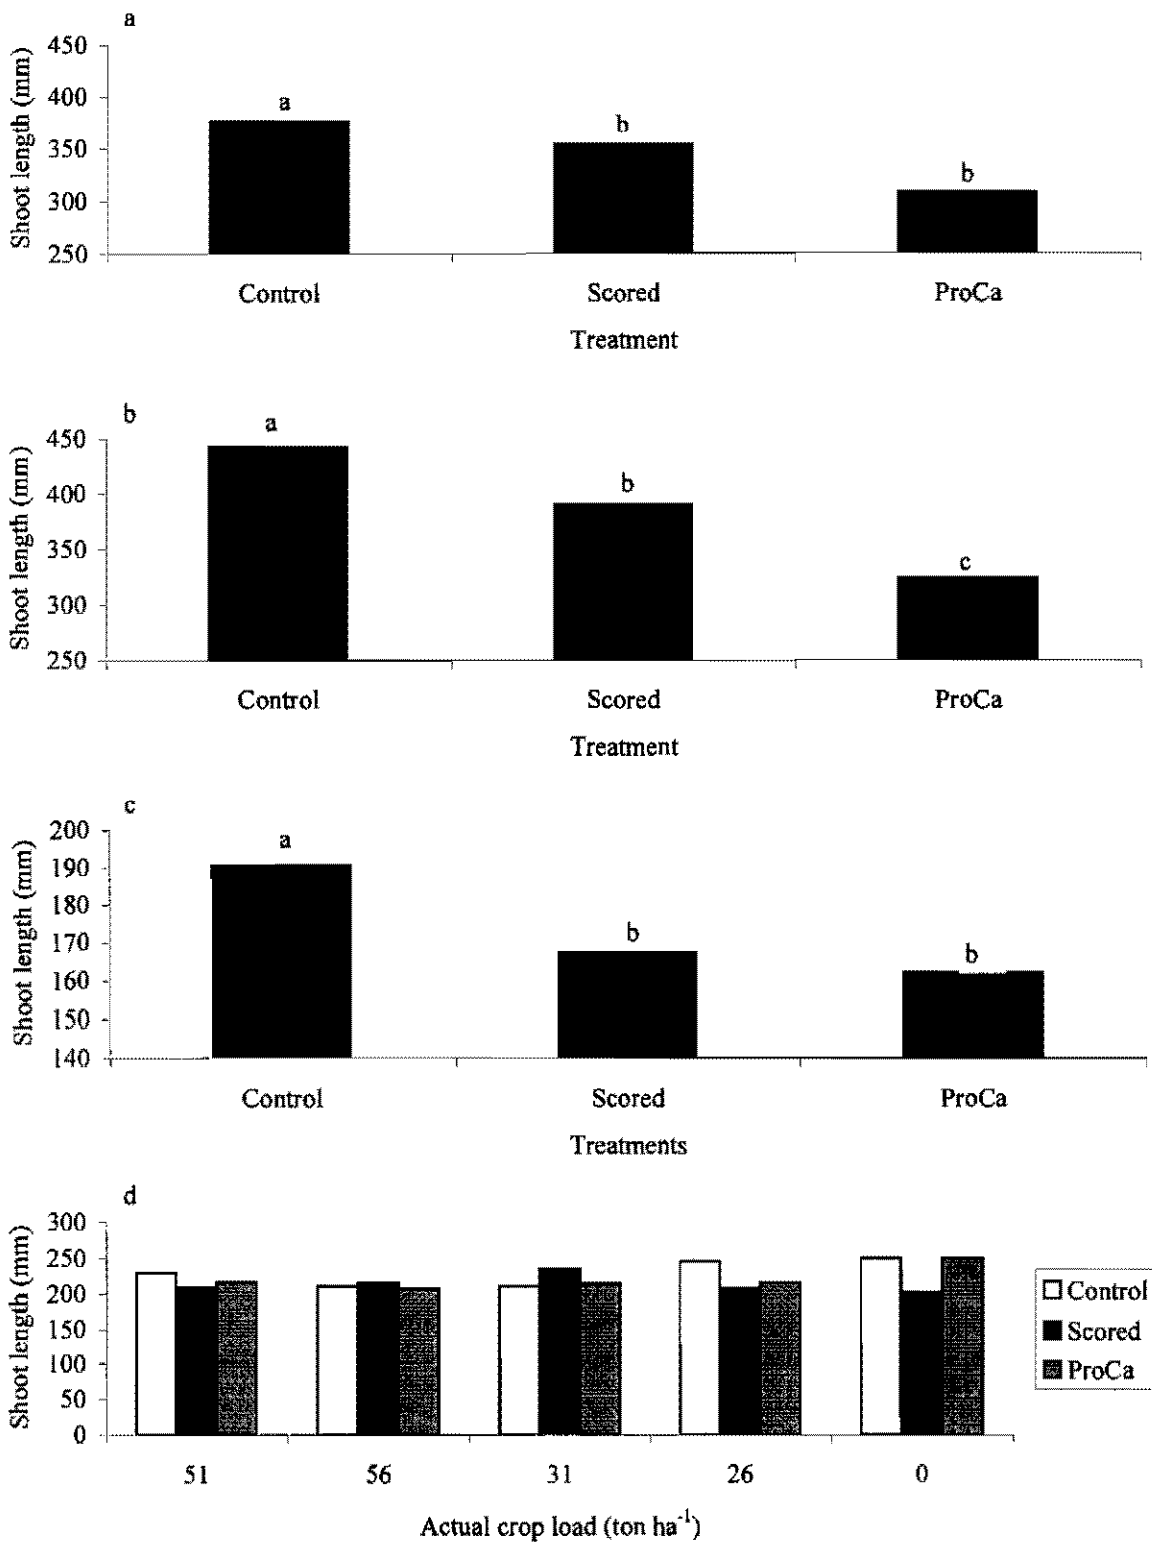 a
Shoot length (mm)
450
400
350
300
250
a
b
b
Control Scored ProCa
Treatment
b
Shoot length (mm)
450
400
350
300
250
a
b
c
Control Scored ProCa
Treatment
c
Shoot length (mm)
200
190
180
170
160
150
140
a
b
b
Control Scored ProCa
Treatments
d
Shoot length (mm)
300
250
200
150
100
50
0
51 56 31 26 0
Actual crop load (ton ha⁻¹)
Control
Scored
ProCa